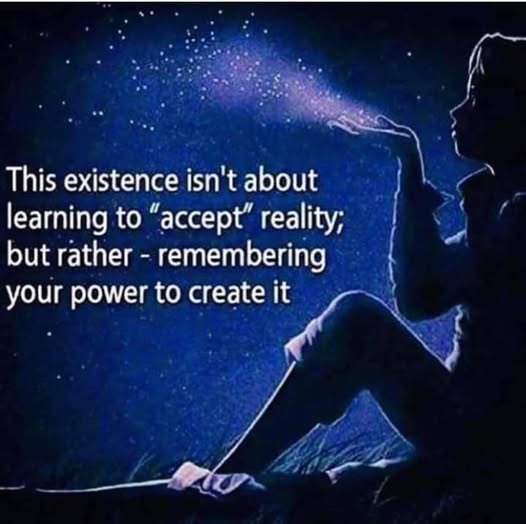 This existence isn't about
learning to "accept" reality;
but rather - remembering
your power to create it